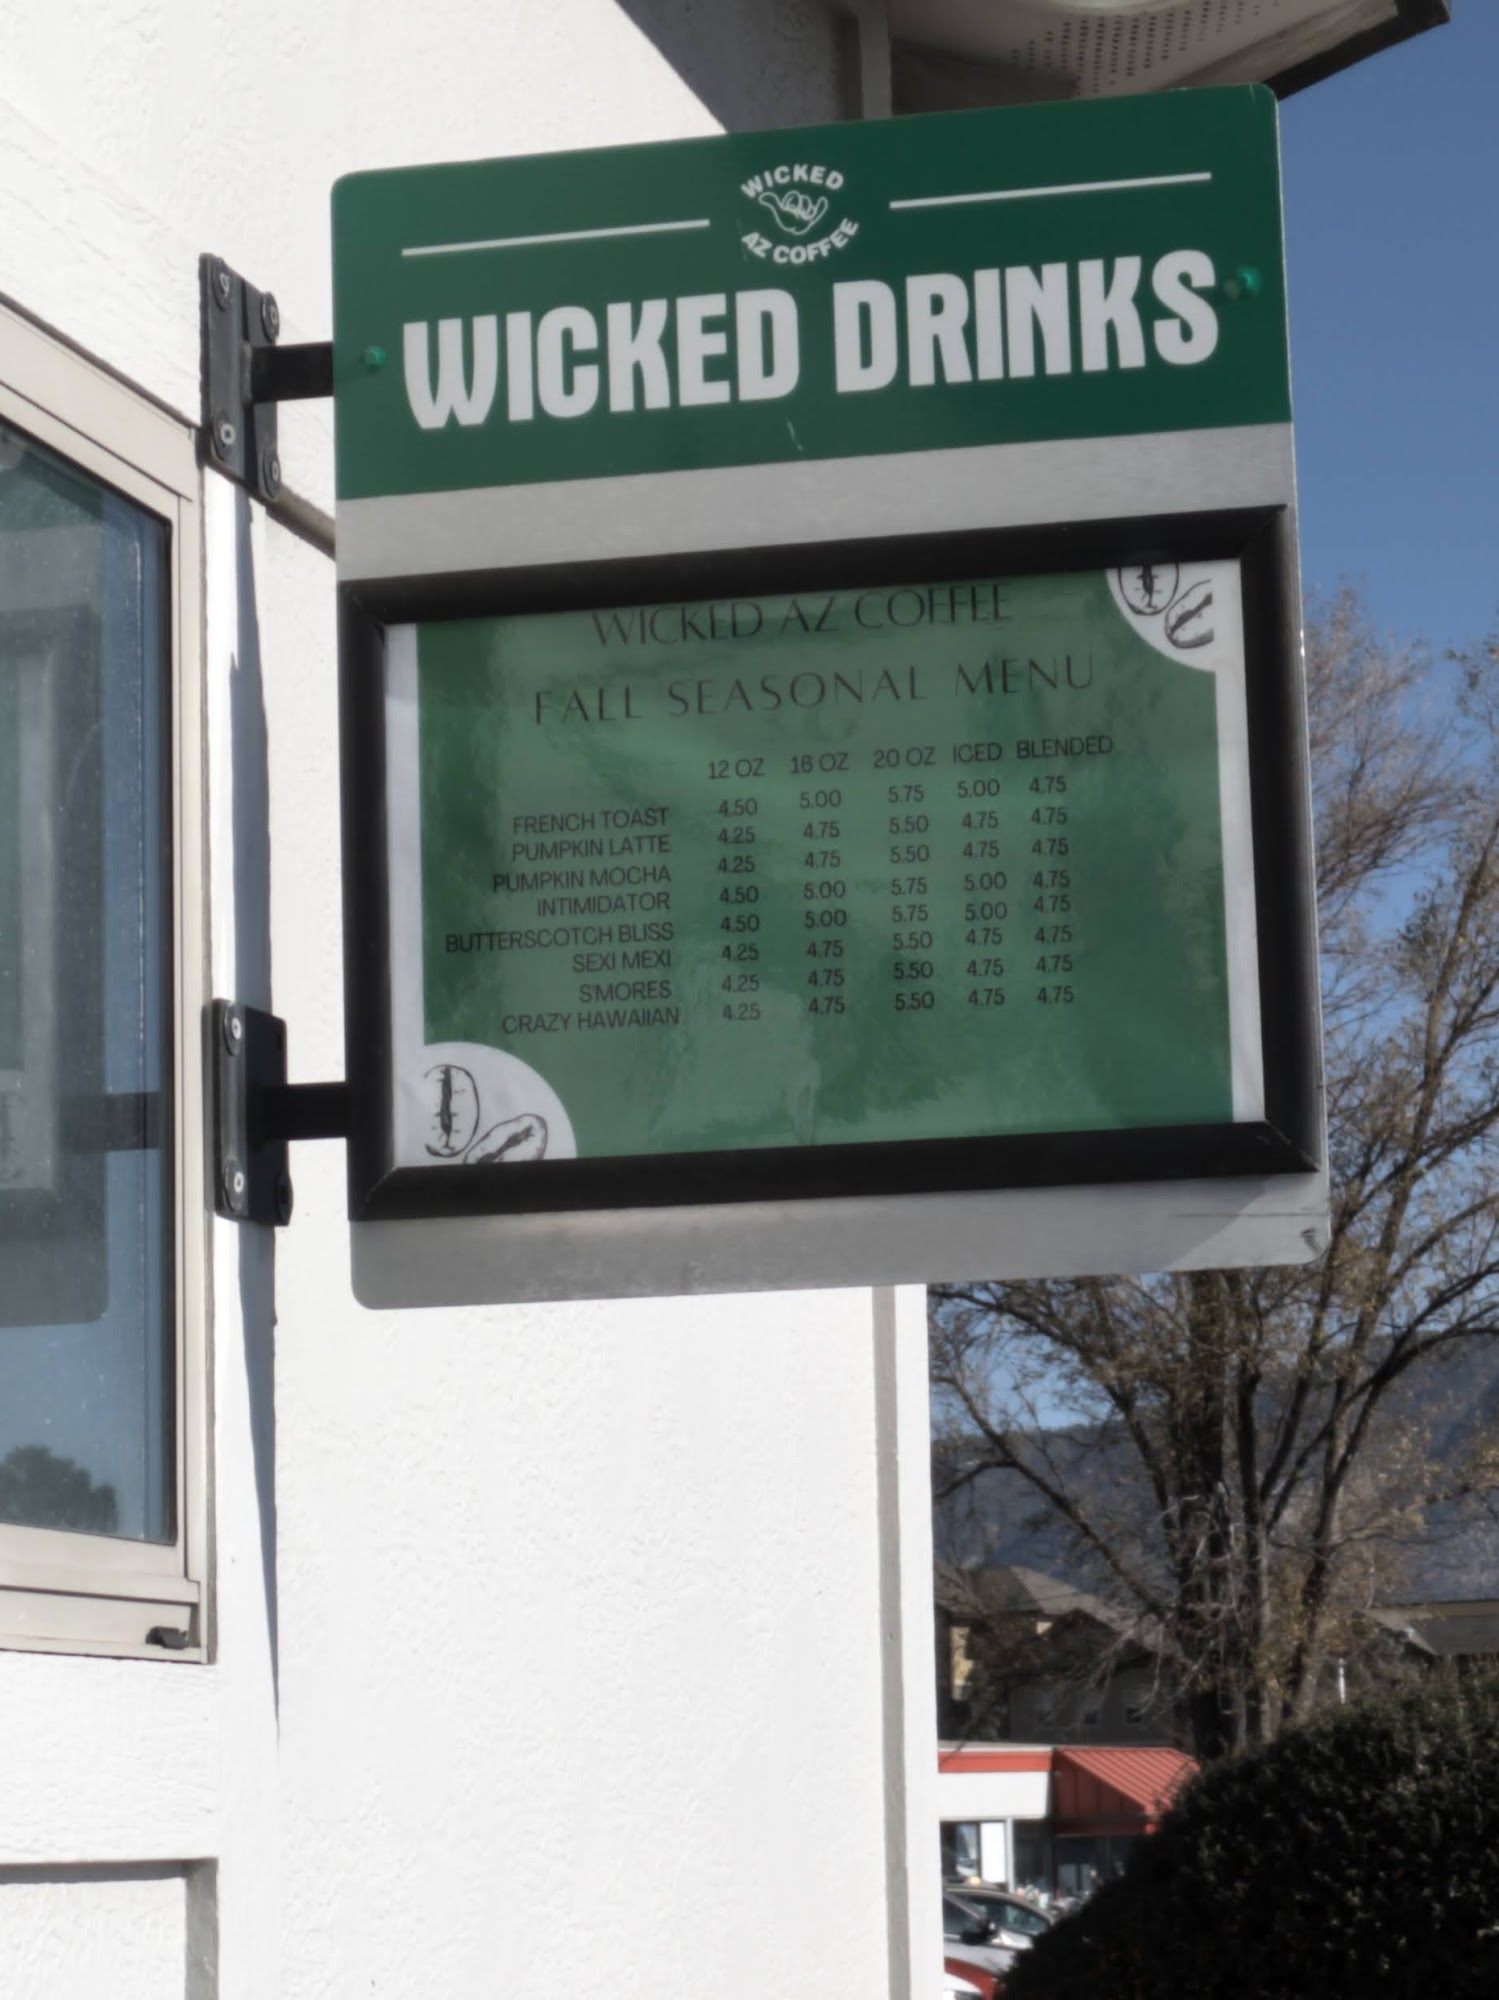 WICKED
AZ COFFEE
WICKED DRINKS
WICKED AZ COFFEE
FALL SEASONAL MENU
12 OZ 16 OZ 20 OZ ICED BLENDED
FRENCH TOAST 4.50 5.00 5.75 5.00 4.75
PUMPKIN LATTE 4.25 4.75 5.50 4.75 4.75
PUMPKIN MOCHA 4.25 4.75 5.50 4.75 4.75
INTIMIDATOR 4.50 5.00 5.75 5.00 4.75
BUTTERSCOTCH BLISS 4.50 5.00 5.75 5.00 4.75
SEXI MEXI 4.25 4.75 5.50 4.75 4.75
S'MORES 4.25 4.75 5.50 4.75 4.75
CRAZY HAWAIIAN 4.25 4.75 5.50 4.75 4.75